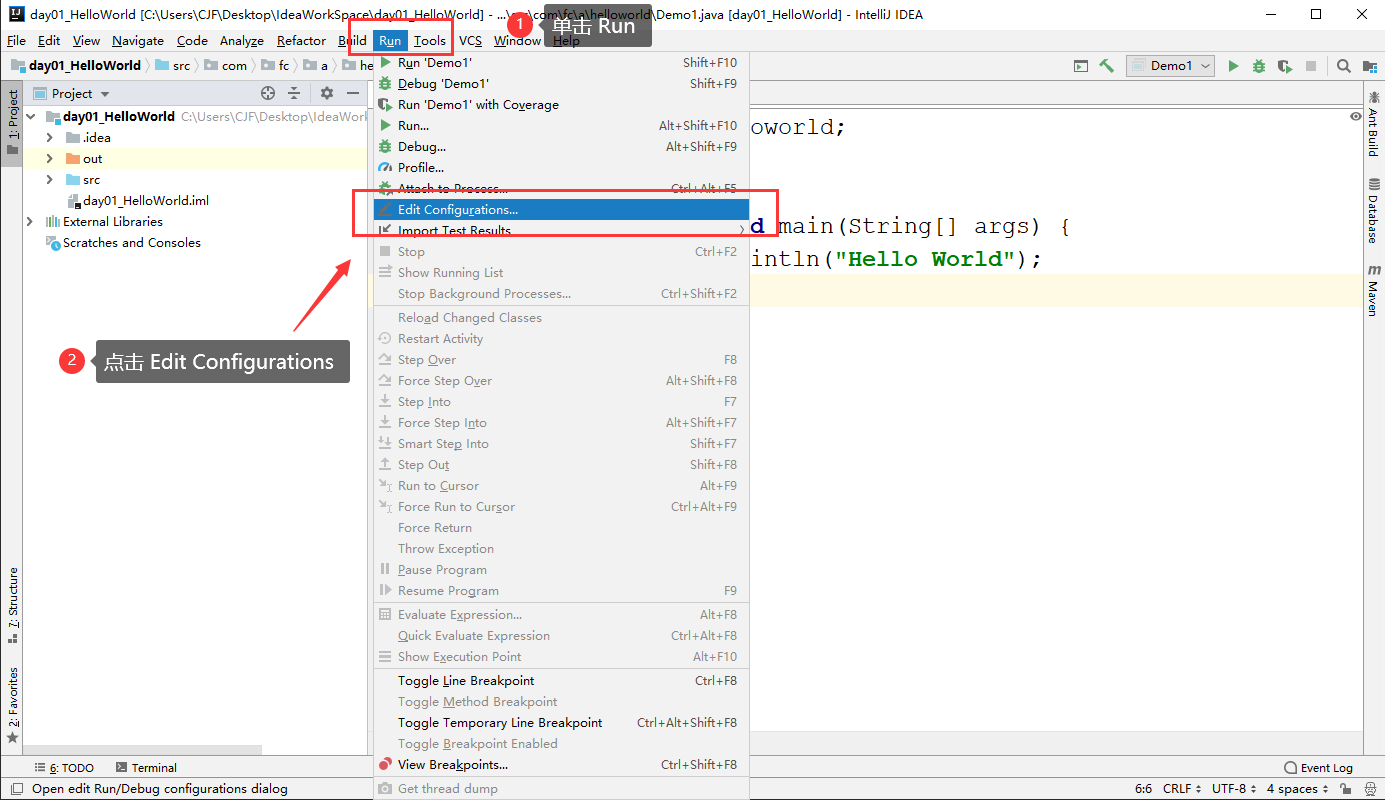 day01_HelloWorld [C:\Users\CJF\Desktop\IdeaWorkSpace\day01_HelloWorld] - ...\src\com\fc\a\helloworld\Demo1.java [day01_HelloWorld] - IntelliJ IDEA
1 单击 Run
File Edit View Navigate Code Analyze Refactor Build Run Tools VCS Window Help
day01_HelloWorld src com fc a he
Demo1
Project
day01_HelloWorld C:\Users\CJF\Desktop\IdeaWork
.idea
out
src
day01_HelloWorld.iml
External Libraries
Scratches and Consoles
1: Project
7: Structure
2: Favorites
Run 'Demo1' Shift+F10
Debug 'Demo1' Shift+F9
Run 'Demo1' with Coverage
Run... Alt+Shift+F10
Debug... Alt+Shift+F9
Profile...
Attach to Process... Ctrl+Alt+F5
Edit Configurations...
Import Test Results
Stop Ctrl+F2
Show Running List
Stop Background Processes... Ctrl+Shift+F2
Reload Changed Classes
Restart Activity
Step Over F8
Force Step Over Alt+Shift+F8
Step Into F7
Force Step Into Alt+Shift+F7
Smart Step Into Shift+F7
Step Out Shift+F8
Run to Cursor Alt+F9
Force Run to Cursor Ctrl+Alt+F9
Force Return
Throw Exception
Pause Program
Resume Program F9
Evaluate Expression... Alt+F8
Quick Evaluate Expression Ctrl+Alt+F8
Show Execution Point Alt+F10
Toggle Line Breakpoint Ctrl+F8
Toggle Method Breakpoint
Toggle Temporary Line Breakpoint Ctrl+Alt+Shift+F8
Toggle Breakpoint Enabled
View Breakpoints... Ctrl+Shift+F8
Get thread dump
2 点击 Edit Configurations
oworld;
d main(String[] args) {
intln("Hello World");
Ant Build
Database
m Maven
6: TODO Terminal
Event Log
Open edit Run/Debug configurations dialog
6:6 CRLF UTF-8 4 spaces